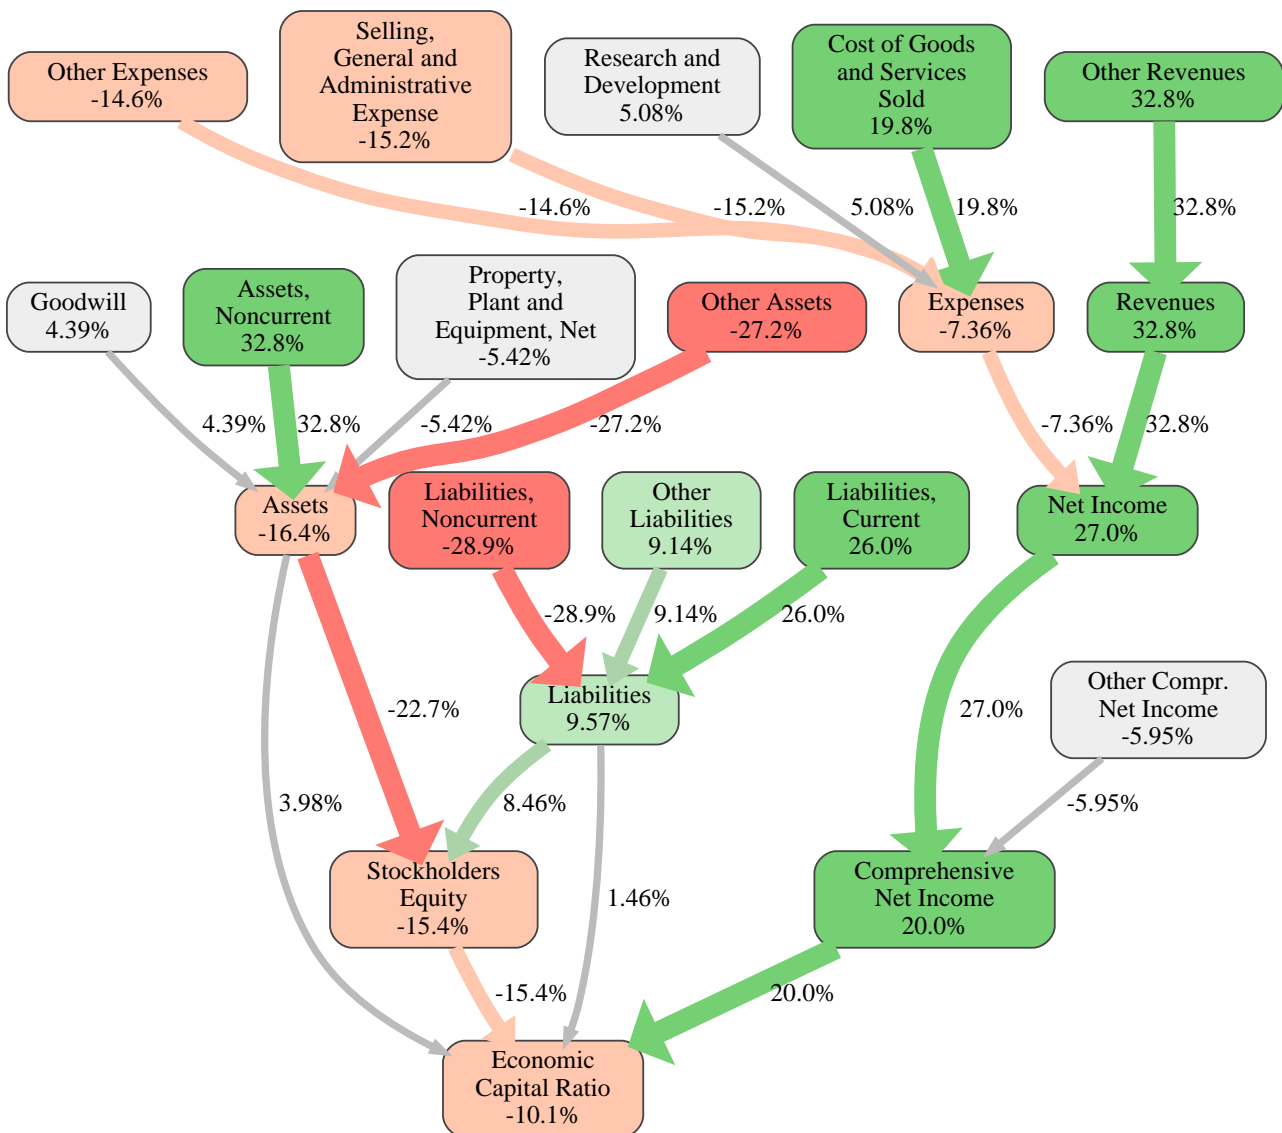 Other Expenses
-14.6%
Selling,
General and
Administrative
Expense
-15.2%
Research and
Development
5.08%
Cost of Goods
and Services
Sold
19.8%
Other Revenues
32.8%
-14.6%
-15.2%
5.08%
19.8%
32.8%
Goodwill
4.39%
Assets,
Noncurrent
32.8%
Property,
Plant and
Equipment, Net
-5.42%
Other Assets
-27.2%
Expenses
-7.36%
Revenues
32.8%
4.39%
32.8%
-5.42%
-27.2%
-7.36%
32.8%
Assets
-16.4%
Liabilities,
Noncurrent
-28.9%
Other
Liabilities
9.14%
Liabilities,
Current
26.0%
Net Income
27.0%
-28.9%
9.14%
26.0%
-22.7%
Liabilities
9.57%
27.0%
Other Compr.
Net Income
-5.95%
3.98%
8.46%
-5.95%
Stockholders
Equity
-15.4%
1.46%
Comprehensive
Net Income
20.0%
-15.4%
20.0%
Economic
Capital Ratio
-10.1%